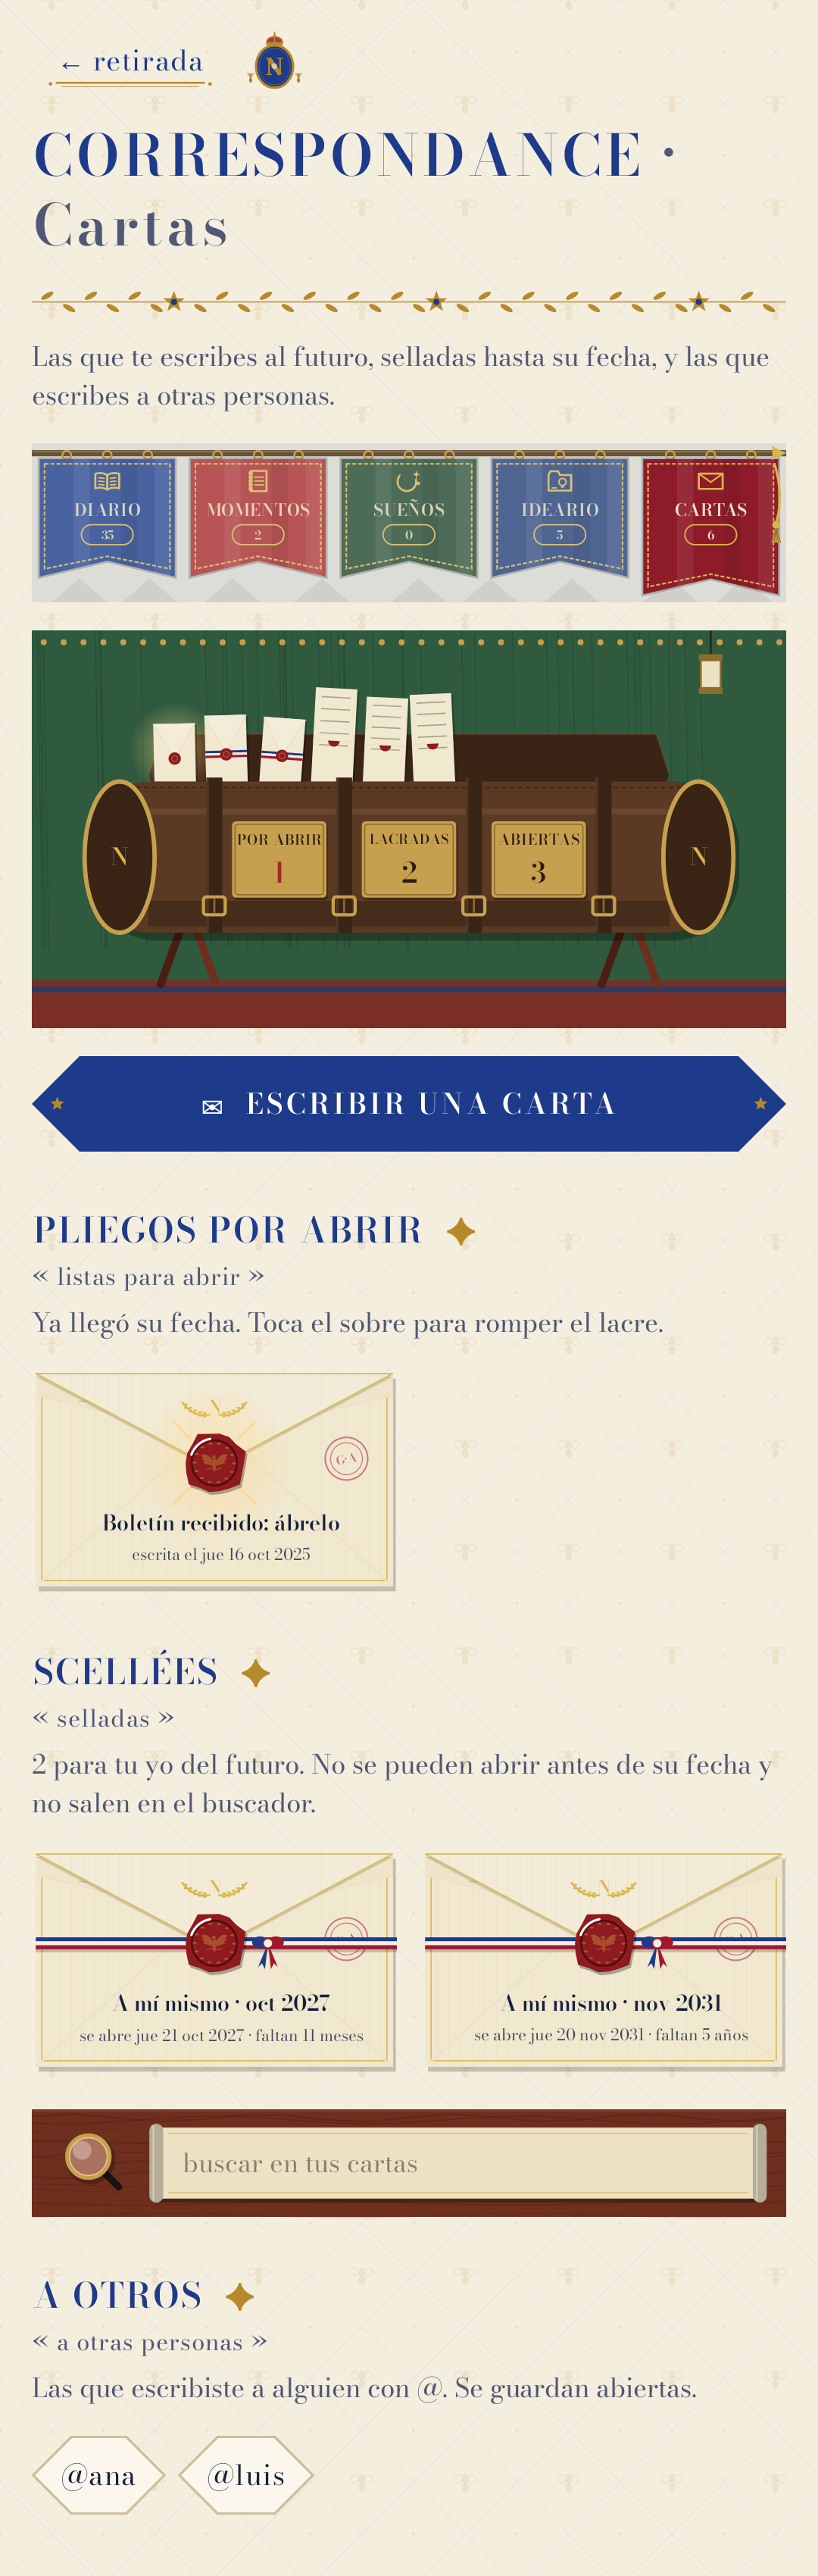 ← retirada
N
CORRESPONDANCE ·
Cartas
Las que te escribes al futuro, selladas hasta su fecha, y las que
escribes a otras personas.
DIARIO
35
MOMENTOS
2
SUEÑOS
0
IDEARIO
5
CARTAS
6
N
POR ABRIR
1
LACRADAS
2
ABIERTAS
3
N
✉ ESCRIBIR UNA CARTA
PLIEGOS POR ABRIR
« listas para abrir »
Ya llegó su fecha. Toca el sobre para romper el lacre.
Boletín recibido: ábrelo
escrita el jue 16 oct 2025
SCELLÉES
« selladas »
2 para tu yo del futuro. No se pueden abrir antes de su fecha y
no salen en el buscador.
A mí mismo · oct 2027
se abre jue 21 oct 2027 · faltan 11 meses
A mí mismo · nov 2031
se abre jue 20 nov 2031 · faltan 5 años
buscar en tus cartas
A OTROS
« a otras personas »
Las que escribiste a alguien con @. Se guardan abiertas.
@ana
@luis